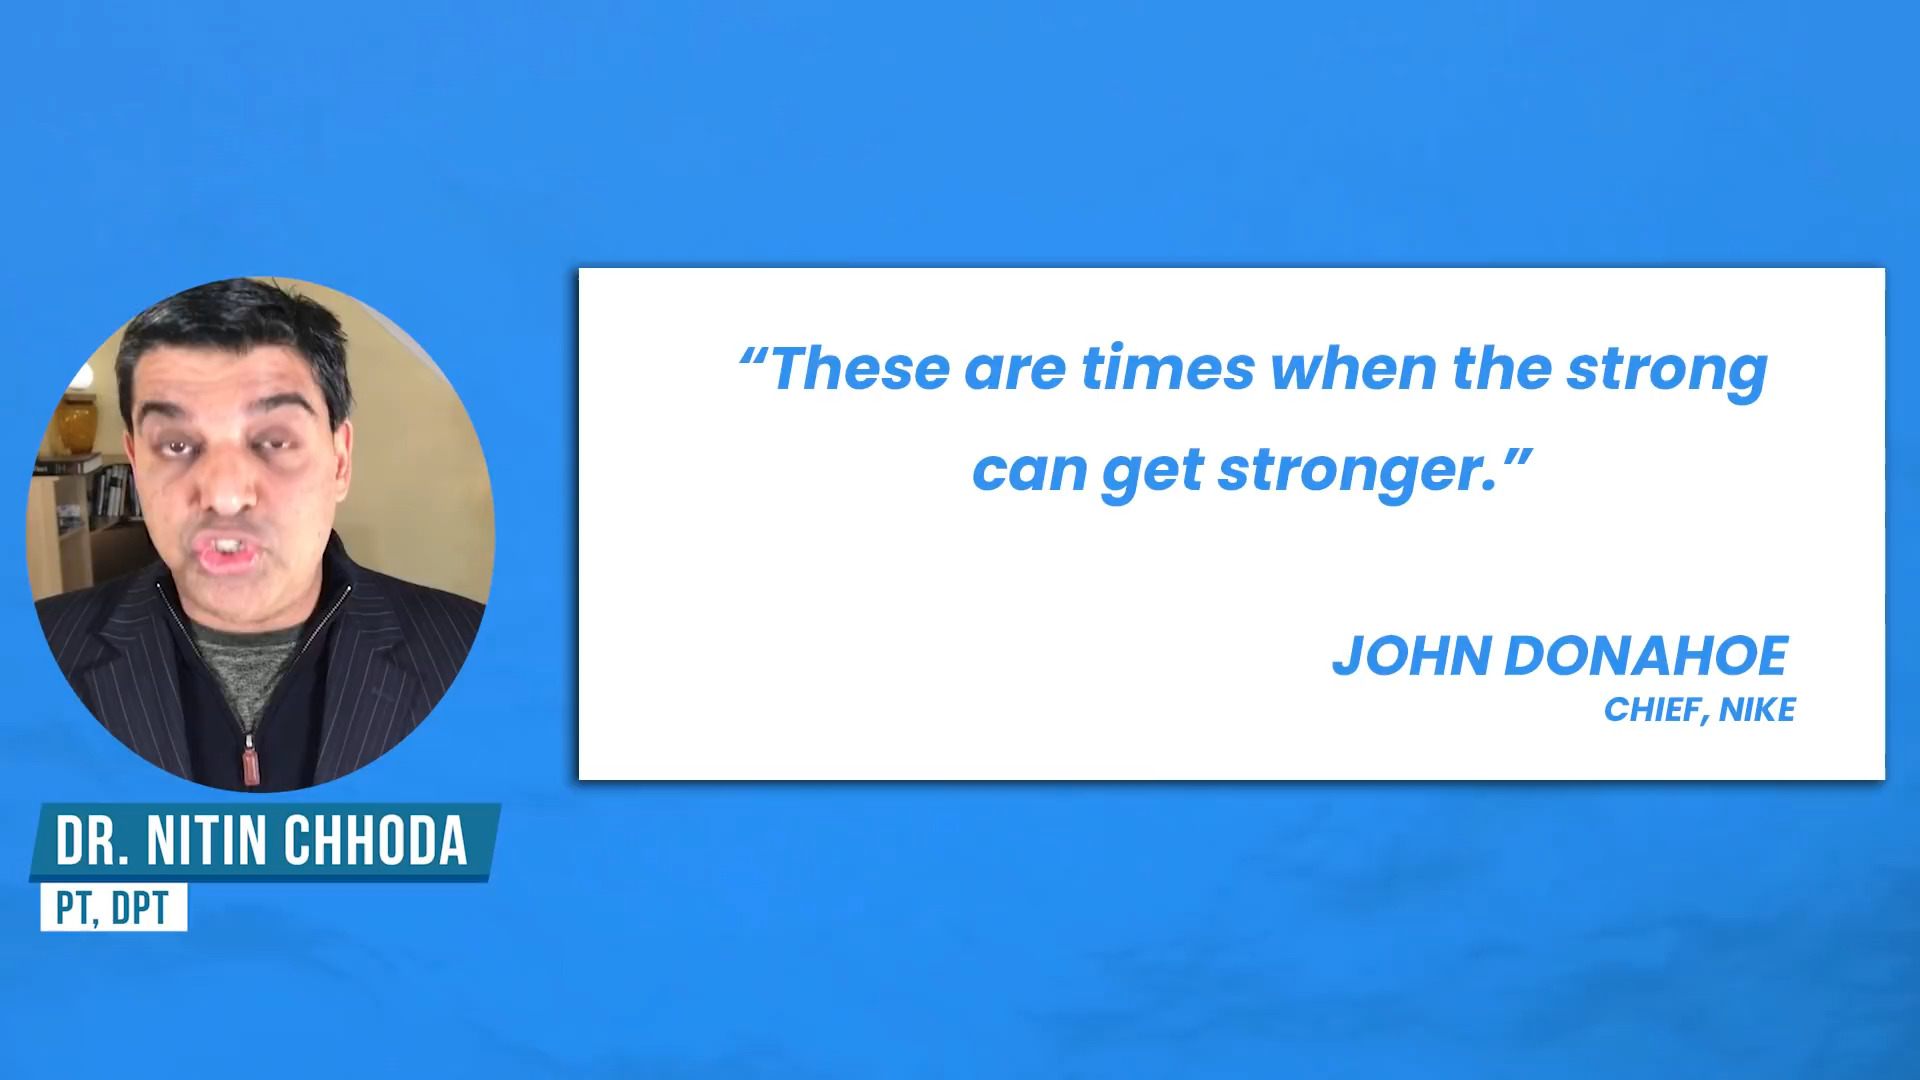 “These are times when the strong
can get stronger.”
JOHN DONAHOE
CHIEF, NIKE
DR. NITIN CHHODA
PT, DPT